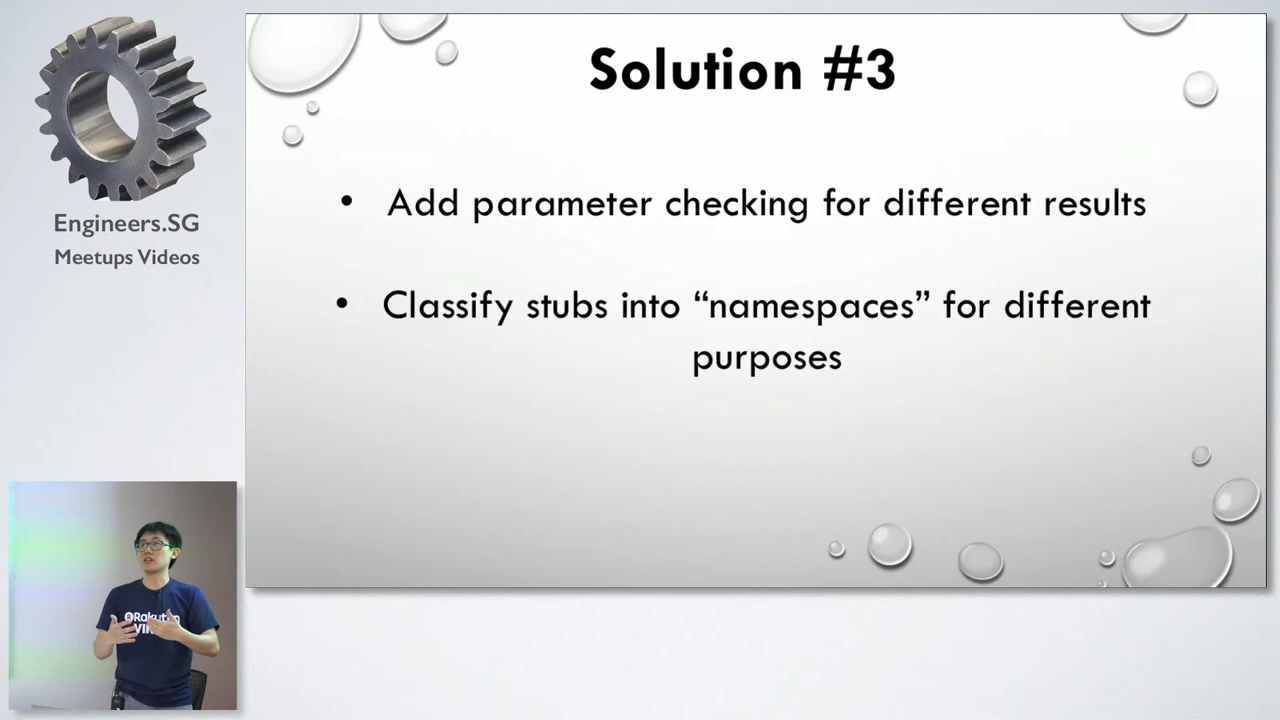 Solution #3
• Add parameter checking for different results
• Classify stubs into “namespaces” for different
purposes
Engineers.SG
Meetups Videos